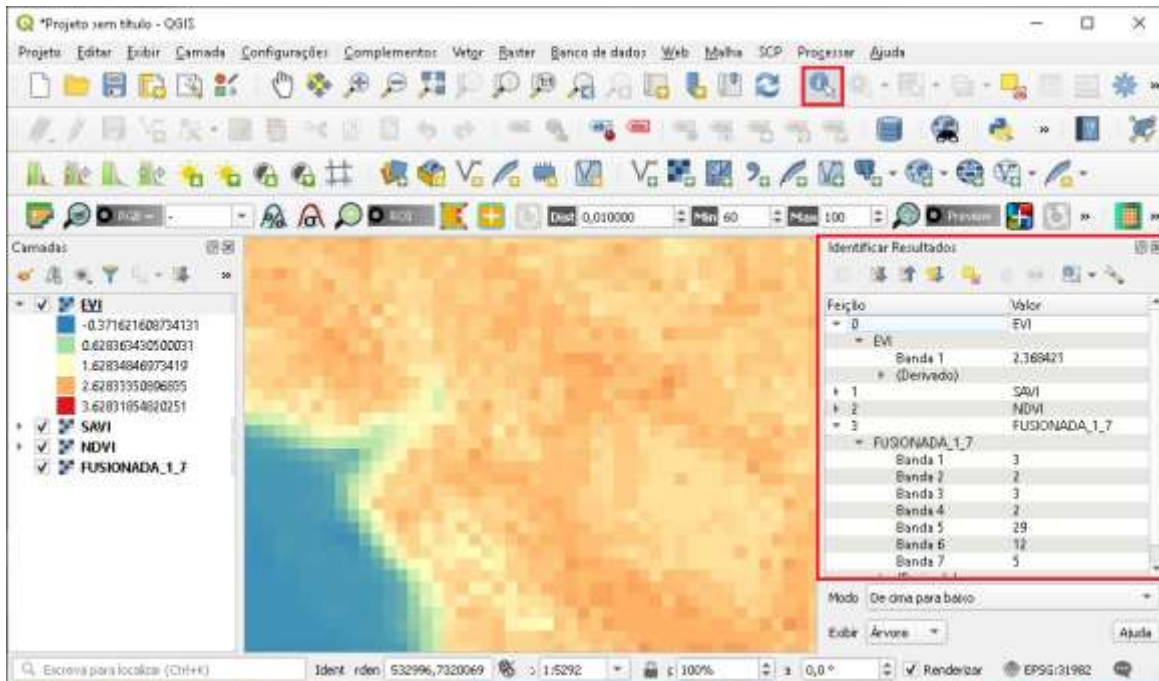 *Projeto sem título - QGIS
Projeto Editar Exibir Camada Configurações Complementos Vetor Raster Banco de dados Web Malha SCP Processar Ajuda
RGB = -
ROI
Dist 0,010000
Min 60
Max 100
Preview
Camadas
EVI
-0.371621608734131
0.628363430500031
1.62834846973419
2.62833350896835
3.62831854820251
SAVI
NDVI
FUSIONADA_1_7
Identificar Resultados
Feição Valor
0 EVI
EVI
Banda 1 2,368421
(Derivado)
1 SAVI
2 NDVI
3 FUSIONADA_1_7
FUSIONADA_1_7
Banda 1 3
Banda 2 2
Banda 3 3
Banda 4 2
Banda 5 29
Banda 6 12
Banda 7 5
Modo De cima para baixo
Exibir Árvore
Ajuda
Escreva para localizar (Ctrl+K)
Ident rden 532996,7320069
1:5292
100%
0,0 °
Renderizar
EPSG:31982